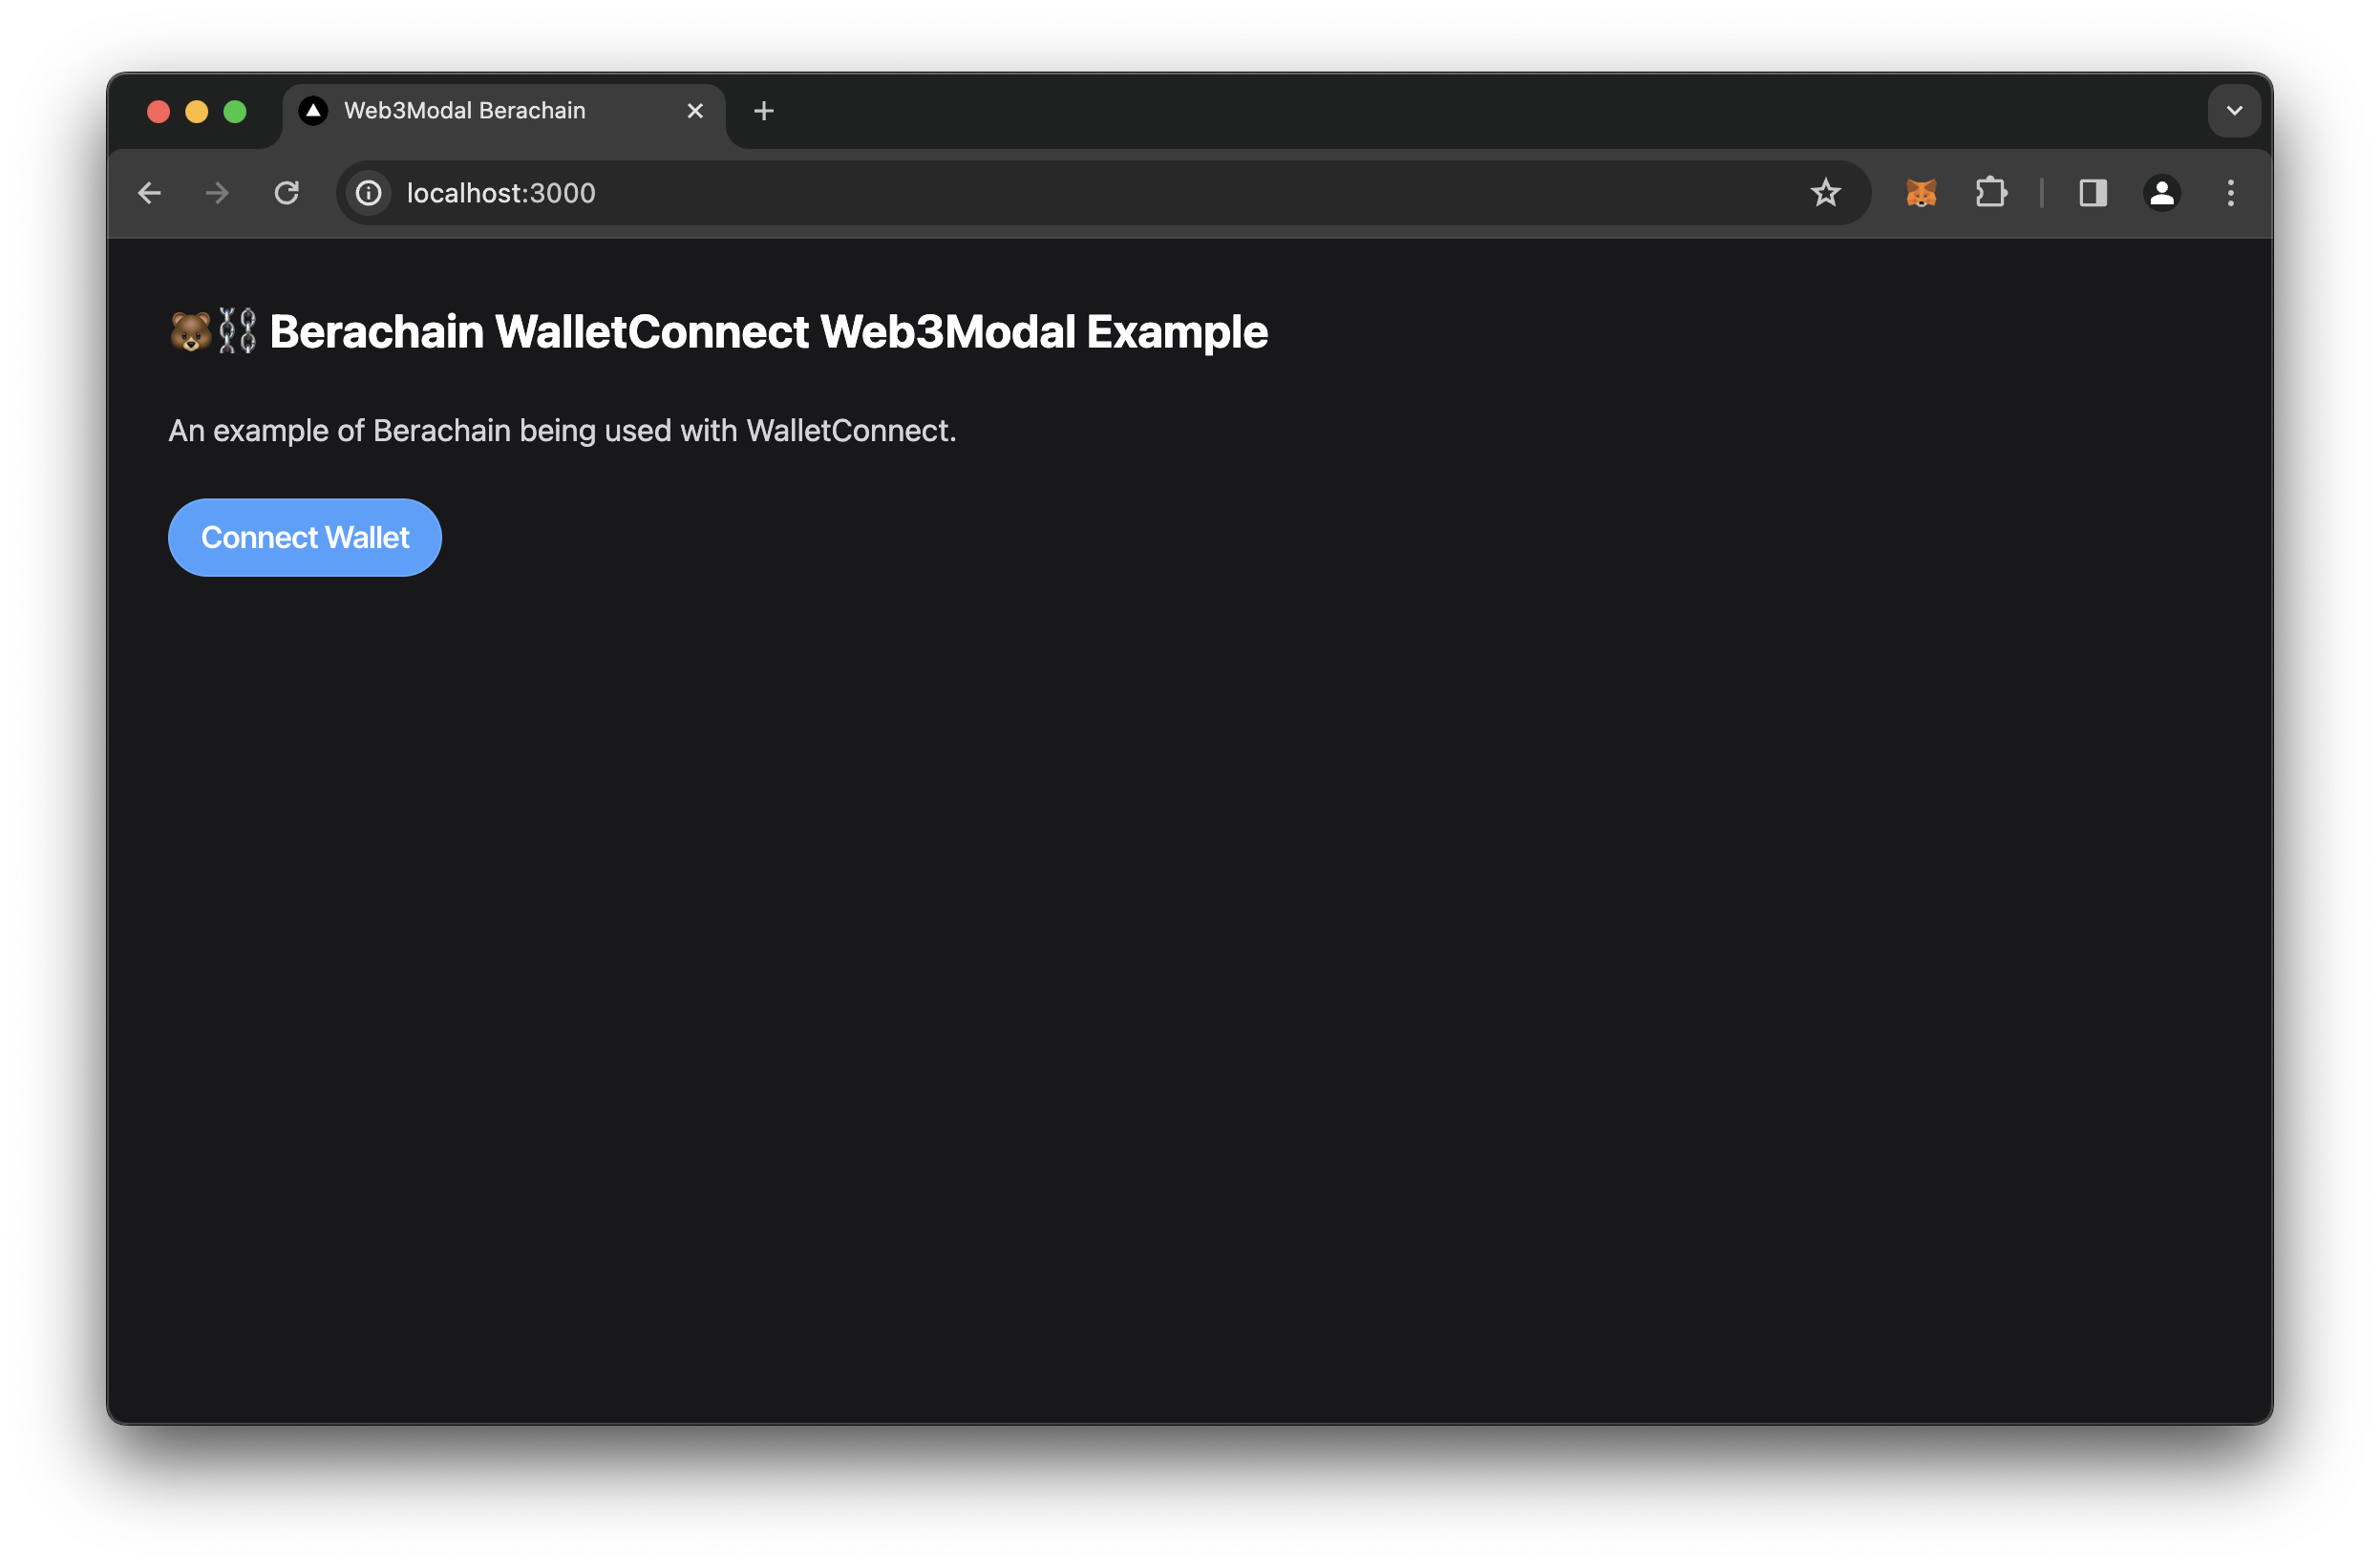 Web3Modal Berachain
localhost:3000
🐻⛓️ Berachain WalletConnect Web3Modal Example
An example of Berachain being used with WalletConnect.
Connect Wallet